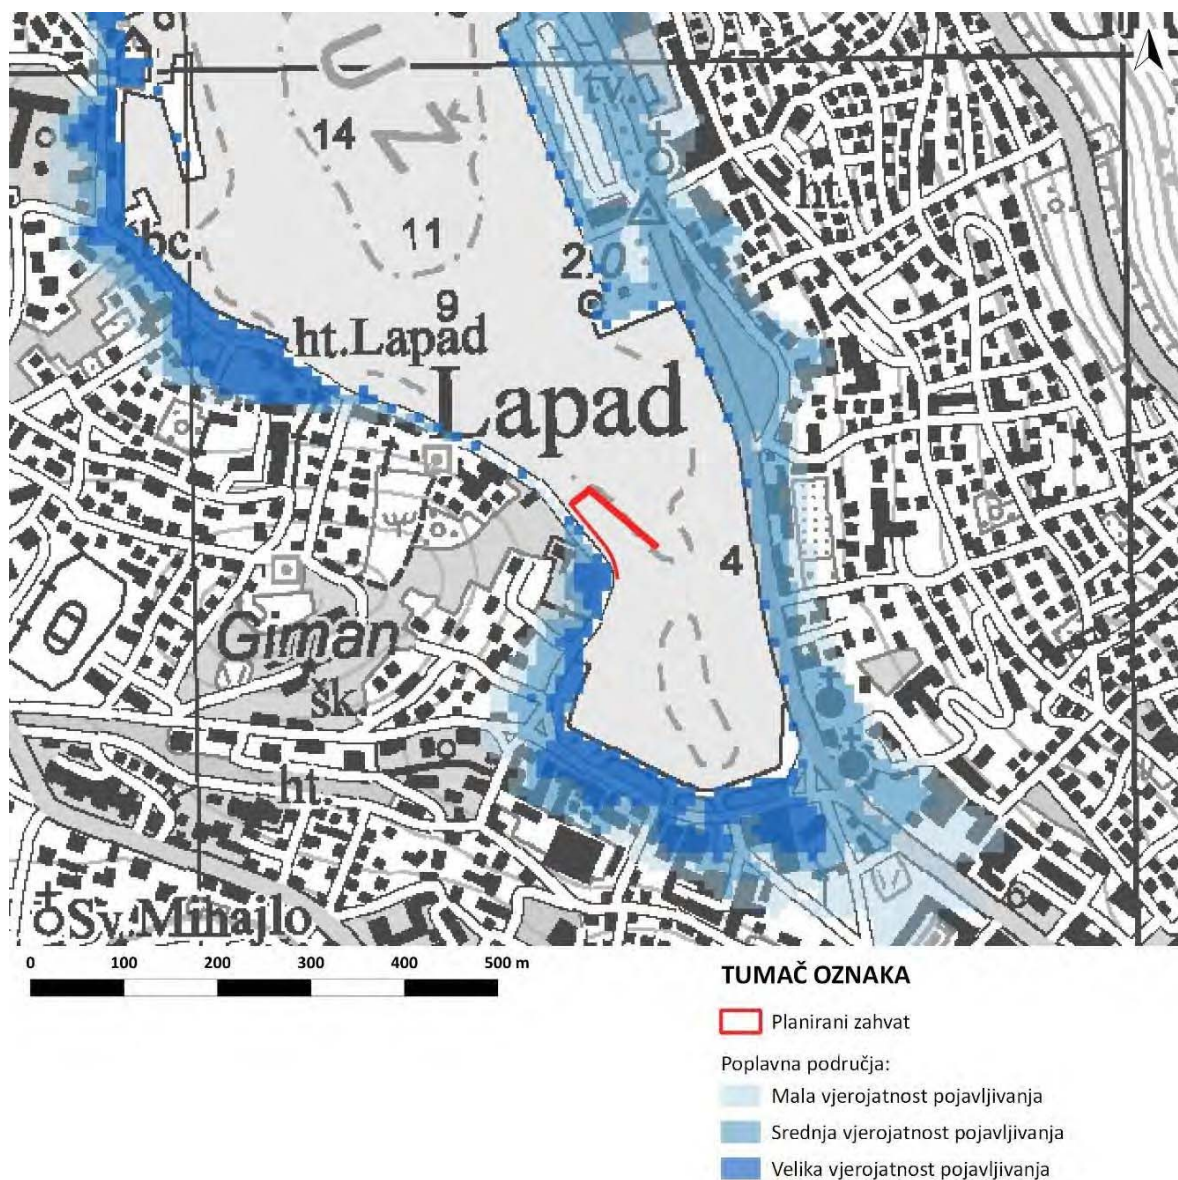 14
tv.
ht.
bc.
11
2.0
9
ht.Lapad
Lapad
4
Giman
šk
ht.
Sv.Mihajlo
0 100 200 300 400 500 m
TUMAČ OZNAKA
Planirani zahvat
Poplavna područja:
Mala vjerojatnost pojavljivanja
Srednja vjerojatnost pojavljivanja
Velika vjerojatnost pojavljivanja